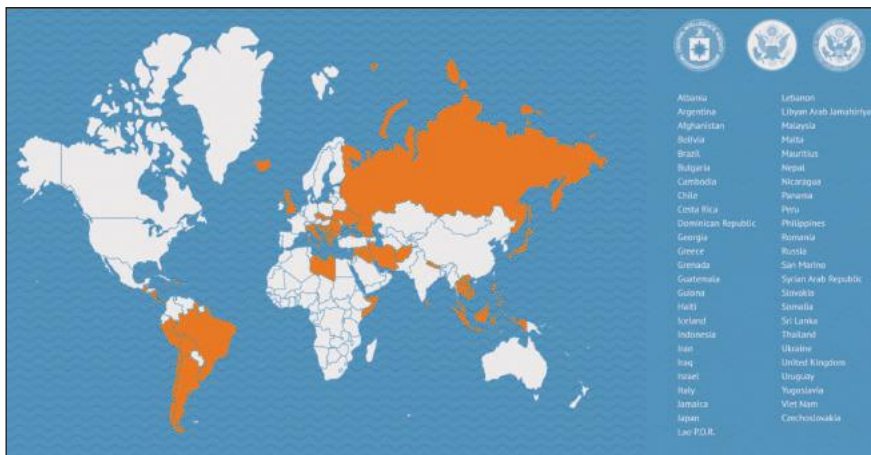 Albania
Argentina
Afghanistan
Bolivia
Brazil
Bulgaria
Cambodia
Chile
Costa Rica
Dominican Republic
Georgia
Greece
Grenada
Guatemala
Guiana
Haiti
Iceland
Indonesia
Iran
Iraq
Israel
Italy
Jamaica
Japan
Lao P.D.R.
Lebanon
Libyan Arab Jamahiriya
Malaysia
Malta
Mauritius
Nepal
Nicaragua
Panama
Peru
Philippines
Romania
Russia
San Marino
Syrian Arab Republic
Slovakia
Somalia
Sri Lanka
Thailand
Ukraine
United Kingdom
Uruguay
Yugoslavia
Viet Nam
Czechoslovakia